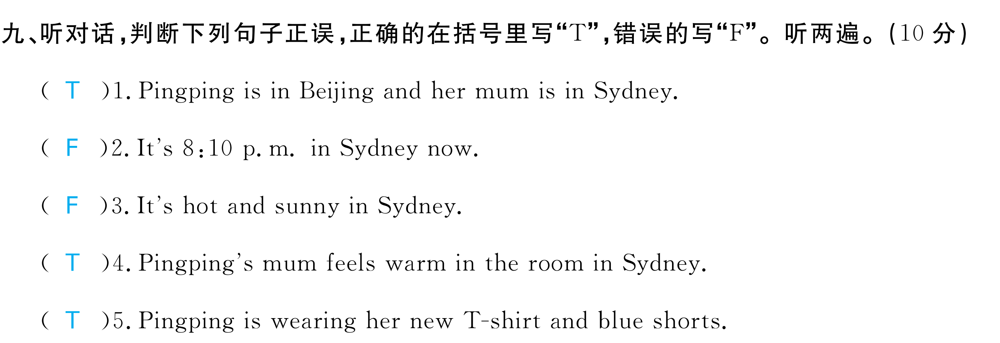 九、听对话,判断下列句子正误,正确的在括号里写“T”,错误的写“F”。听两遍。(10 分)
( T )1. Pingping is in Beijing and her mum is in Sydney.
( F )2. It’s 8:10 p. m. in Sydney now.
( F )3. It’s hot and sunny in Sydney.
( T )4. Pingping’s mum feels warm in the room in Sydney.
( T )5. Pingping is wearing her new T-shirt and blue shorts.